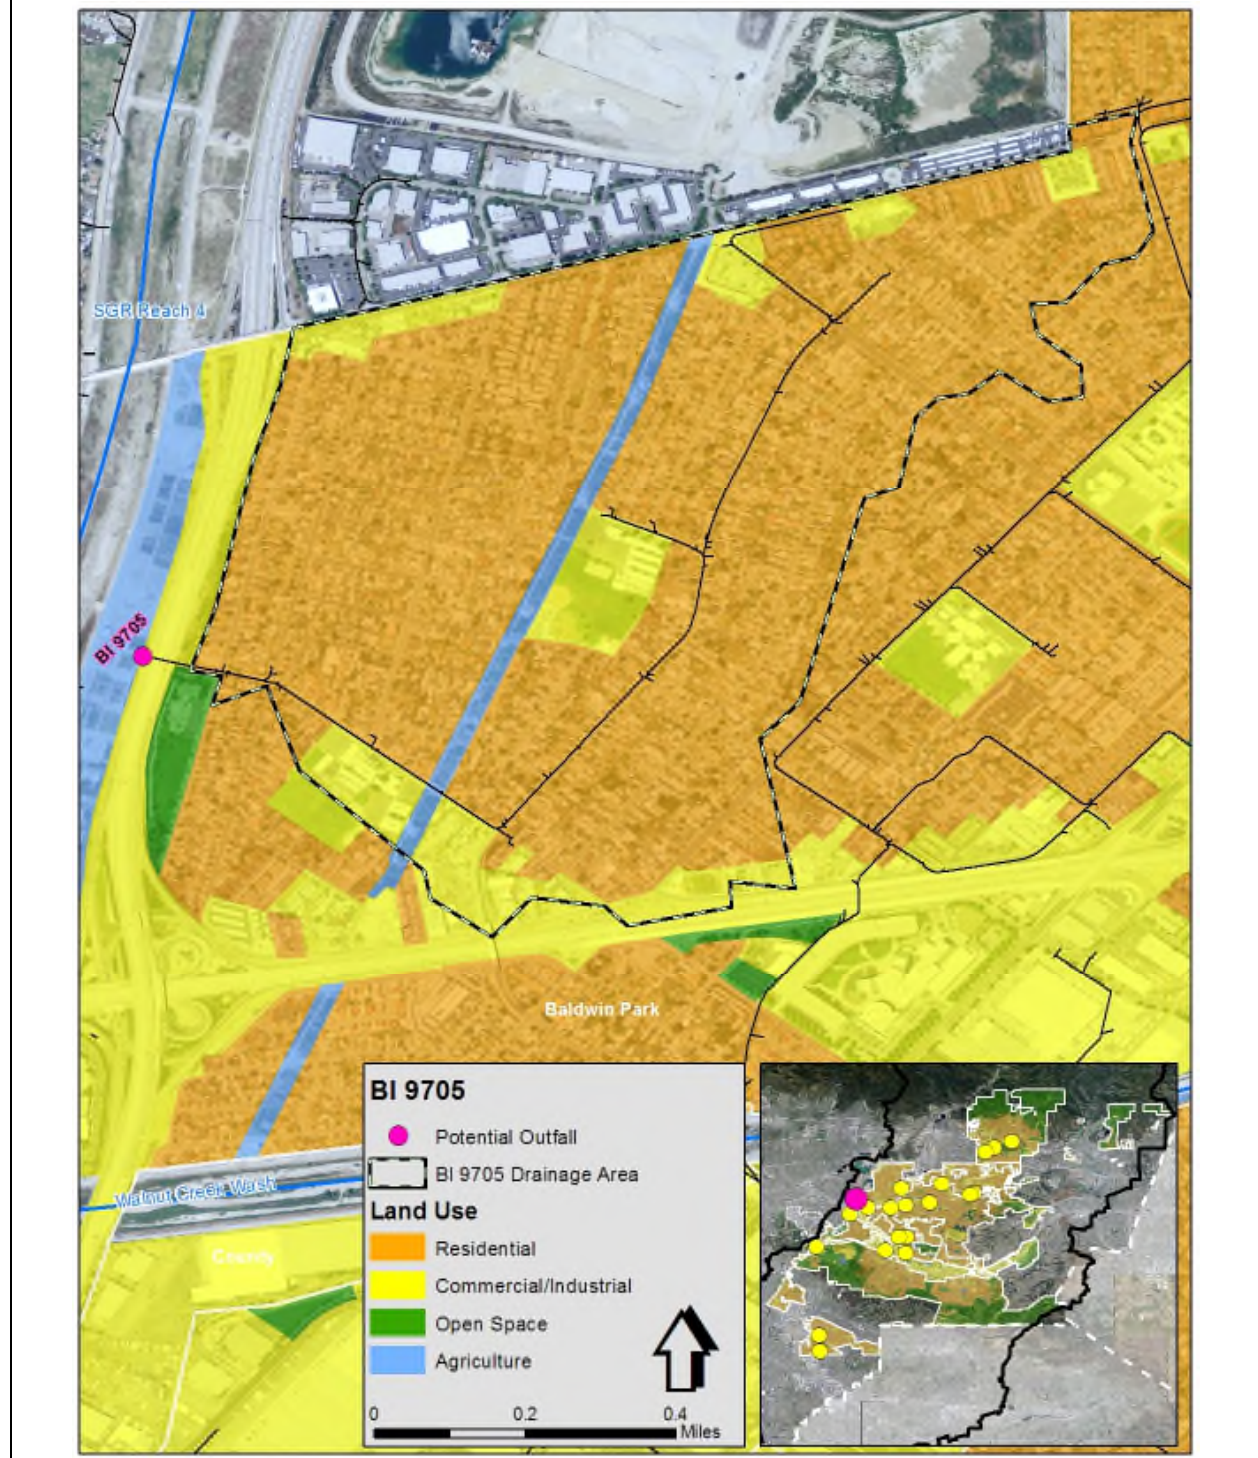 SGR Reach 4
BI 9705
Baldwin Park
Walnut Creek Wash
County
BI 9705
Potential Outfall
BI 9705 Drainage Area
Land Use
Residential
Commercial/Industrial
Open Space
Agriculture
0 0.2 0.4
Miles